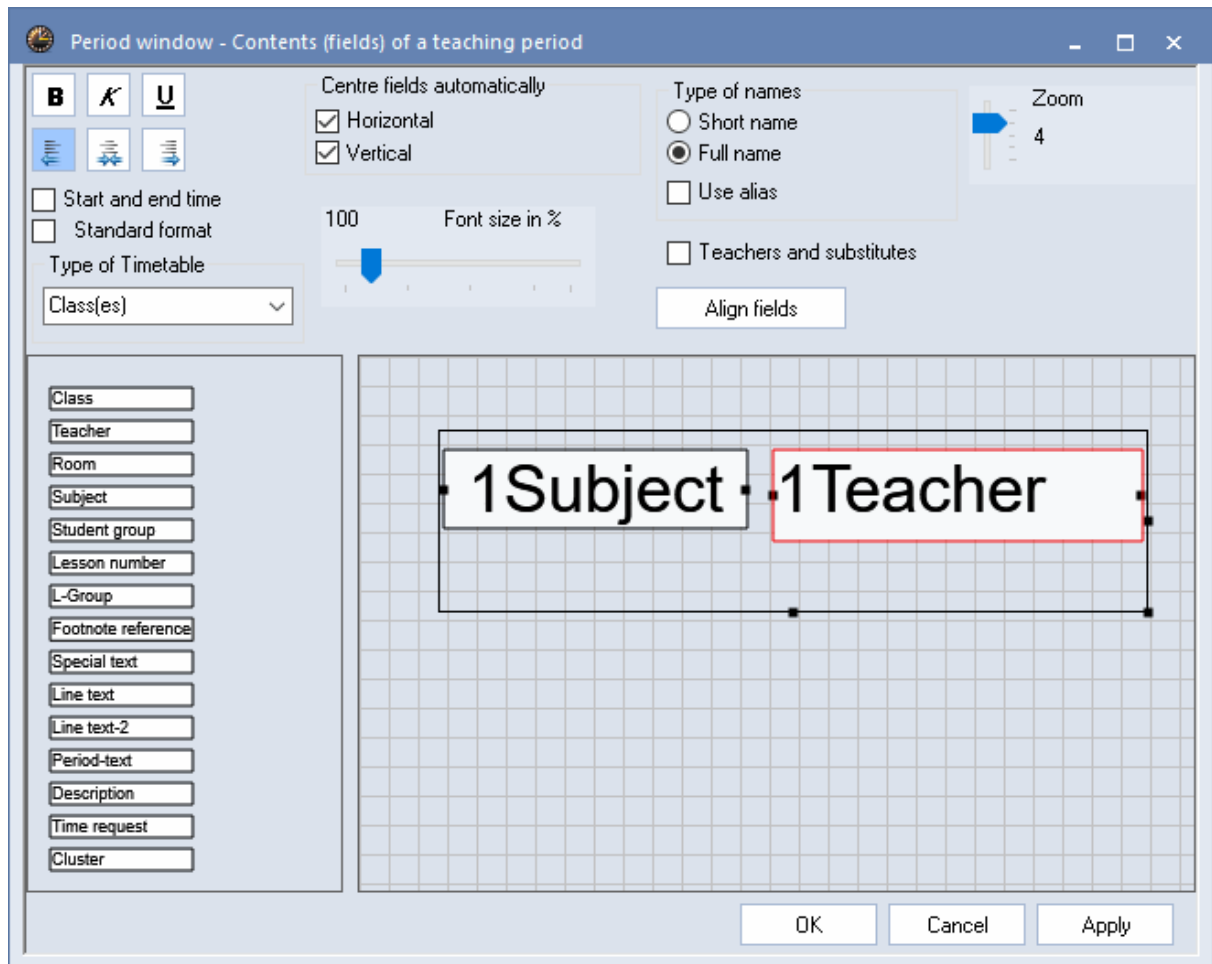 Period window - Contents (fields) of a teaching period
B K U
Centre fields automatically
Horizontal
Vertical
Type of names
Short name
Full name
Use alias
Zoom
4
Start and end time
Standard format
100 Font size in %
Teachers and substitutes
Type of Timetable
Class(es)
Align fields
Class
Teacher
Room
Subject
Student group
Lesson number
L-Group
Footnote reference
Special text
Line text
Line text-2
Period-text
Description
Time request
Cluster
1Subject 1Teacher
OK Cancel Apply